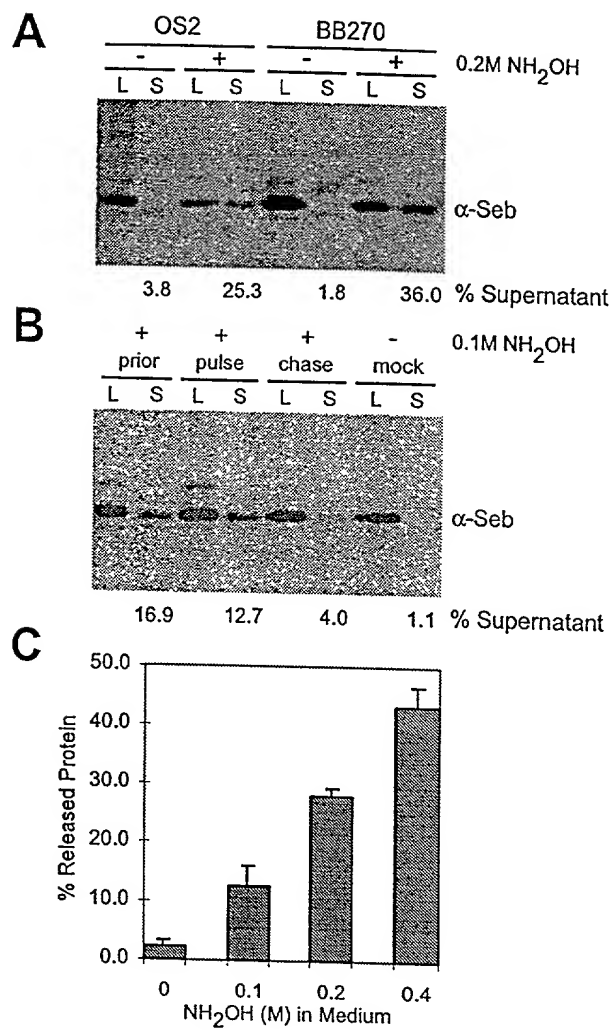 A
OS2 BB270
- + - + 0.2M NH2OH
L S L S L S L S
α-Seb
3.8 25.3 1.8 36.0 % Supernatant
B
+ + + - 0.1M NH2OH
prior pulse chase mock
L S L S L S L S
α-Seb
16.9 12.7 4.0 1.1 % Supernatant
C
50.0
40.0
30.0
20.0
10.0
0.0
% Released Protein
0 0.1 0.2 0.4
NH2OH (M) in Medium